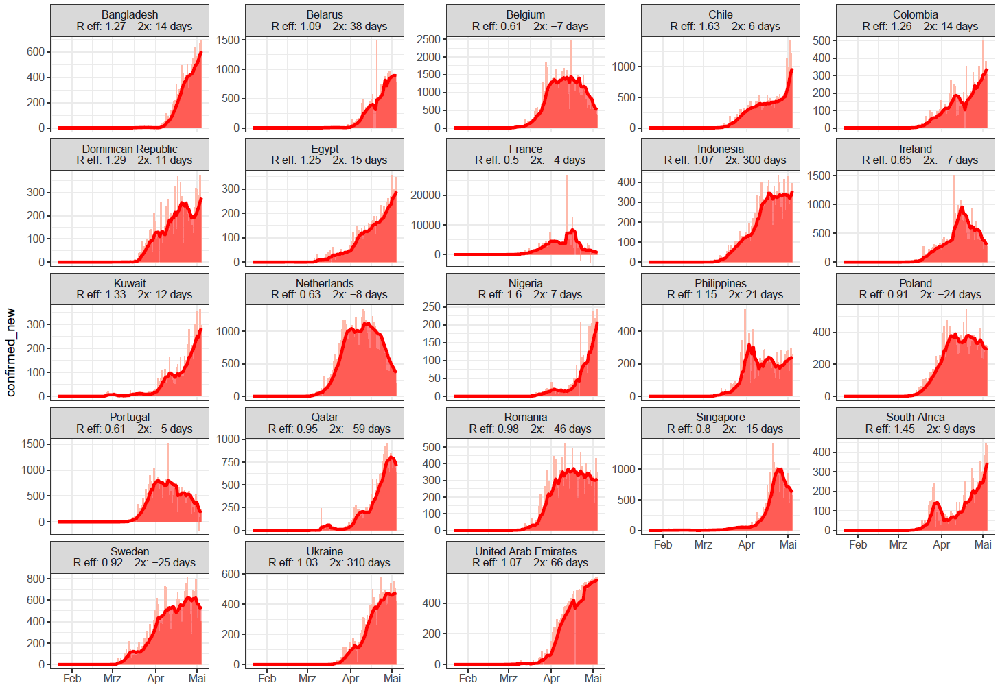 Bangladesh
R eff: 1.27 2x: 14 days
Belarus
R eff: 1.09 2x: 38 days
Belgium
R eff: 0.61 2x: −7 days
Chile
R eff: 1.63 2x: 6 days
Colombia
R eff: 1.26 2x: 14 days
600
400
200
0
1500
1000
500
0
2500
2000
1500
1000
500
0
1000
500
0
500
400
300
200
100
0
Dominican Republic
R eff: 1.29 2x: 11 days
Egypt
R eff: 1.25 2x: 15 days
France
R eff: 0.5 2x: −4 days
Indonesia
R eff: 1.07 2x: 300 days
Ireland
R eff: 0.65 2x: −7 days
300
200
100
0
300
200
100
0
20000
10000
0
400
300
200
100
0
1500
1000
500
0
confirmed_new
Kuwait
R eff: 1.33 2x: 12 days
Netherlands
R eff: 0.63 2x: −8 days
Nigeria
R eff: 1.6 2x: 7 days
Philippines
R eff: 1.15 2x: 21 days
Poland
R eff: 0.91 2x: −24 days
300
200
100
0
1000
500
0
250
200
150
100
50
0
400
200
0
400
200
0
Portugal
R eff: 0.61 2x: −5 days
Qatar
R eff: 0.95 2x: −59 days
Romania
R eff: 0.98 2x: −46 days
Singapore
R eff: 0.8 2x: −15 days
South Africa
R eff: 1.45 2x: 9 days
1500
1000
500
0
1000
750
500
250
0
500
400
300
200
100
0
1000
500
0
400
300
200
100
0
Feb Mrz Apr Mai
Feb Mrz Apr Mai
Sweden
R eff: 0.92 2x: −25 days
Ukraine
R eff: 1.03 2x: 310 days
United Arab Emirates
R eff: 1.07 2x: 66 days
800
600
400
200
0
600
400
200
0
400
200
0
Feb Mrz Apr Mai
Feb Mrz Apr Mai
Feb Mrz Apr Mai